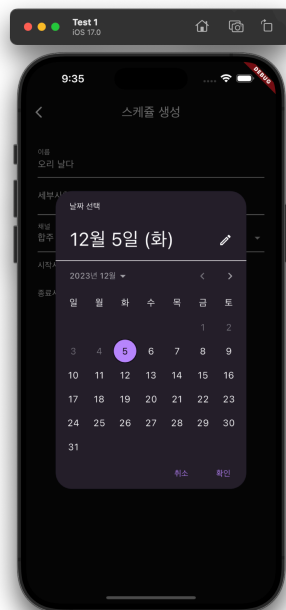 Test 1
iOS 17.0
9:35
DEBUG
스케쥴 생성
이름
오리 날다
세부사
채널
합주
시작시
종료시
날짜 선택
12월 5일 (화)
2023년 12월
일 월 화 수 목 금 토
1 2
3 4 5 6 7 8 9
10 11 12 13 14 15 16
17 18 19 20 21 22 23
24 25 26 27 28 29 30
31
취소 확인